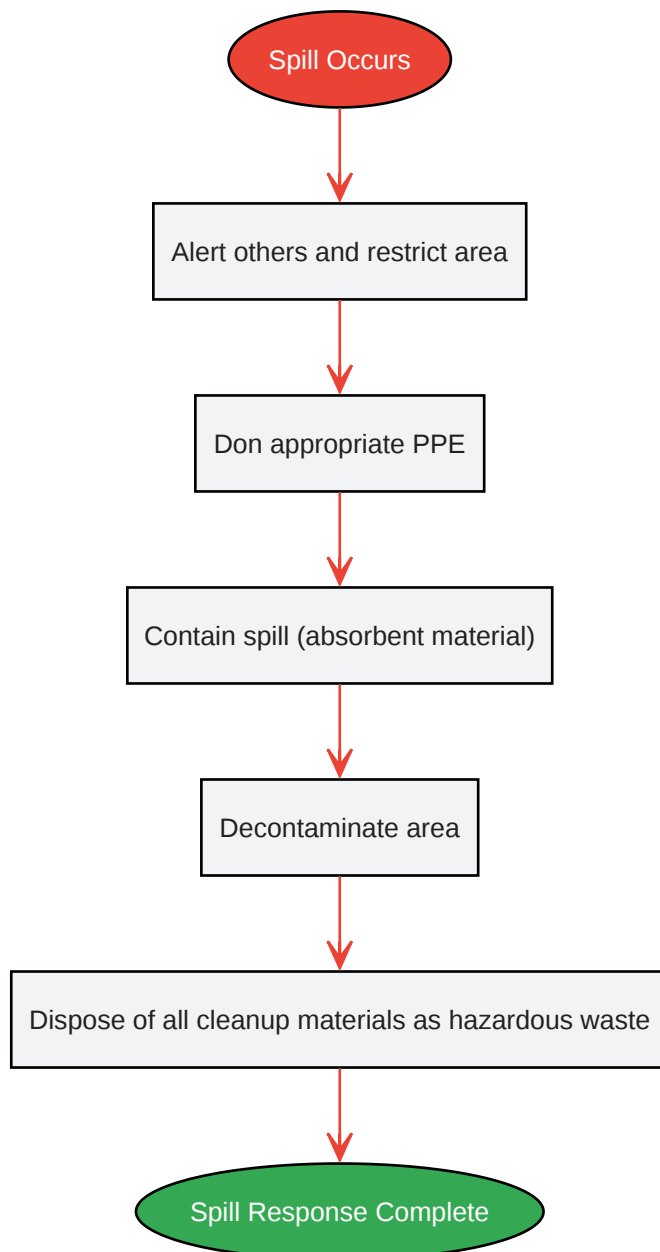 Spill Occurs
Alert others and restrict area
Don appropriate PPE
Contain spill (absorbent material)
Decontaminate area
Dispose of all cleanup materials as hazardous waste
Spill Response Complete